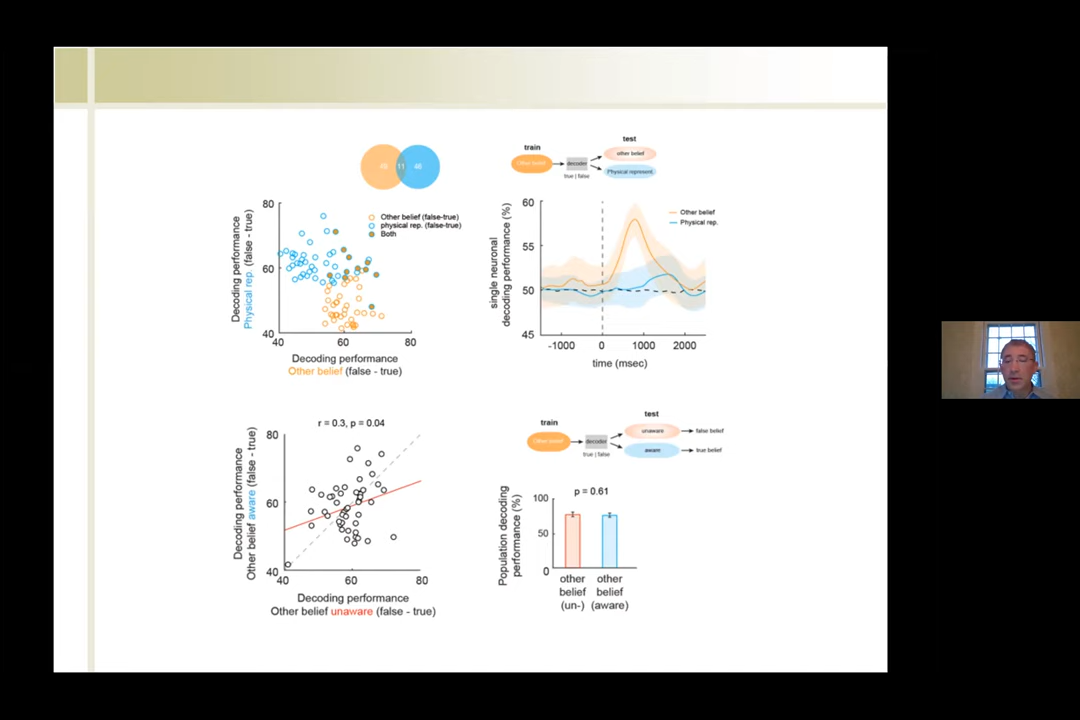 11 46
80
60
40
40
60
80
Decoding performance
Physical rep. (false - true)
Other belief (false-true)
physical rep. (false-true)
Both
Decoding performance
Other belief (false - true)
train
test
Other belief
decoder
true | false
other belief
Physical represent.
60
55
50
45
-1000
0
1000
2000
single neuronal
decoding performance (%)
time (msec)
Other belief
Physical rep.
r = 0.3, p = 0.04
80
60
40
40
60
80
Decoding performance
Other belief aware (false - true)
Decoding performance
Other belief unaware (false - true)
train
test
Other belief
decoder
true | false
unaware
false belief
aware
true belief
p = 0.61
100
50
0
Population decoding
performance (%)
other
belief
(un-)
other
belief
(aware)